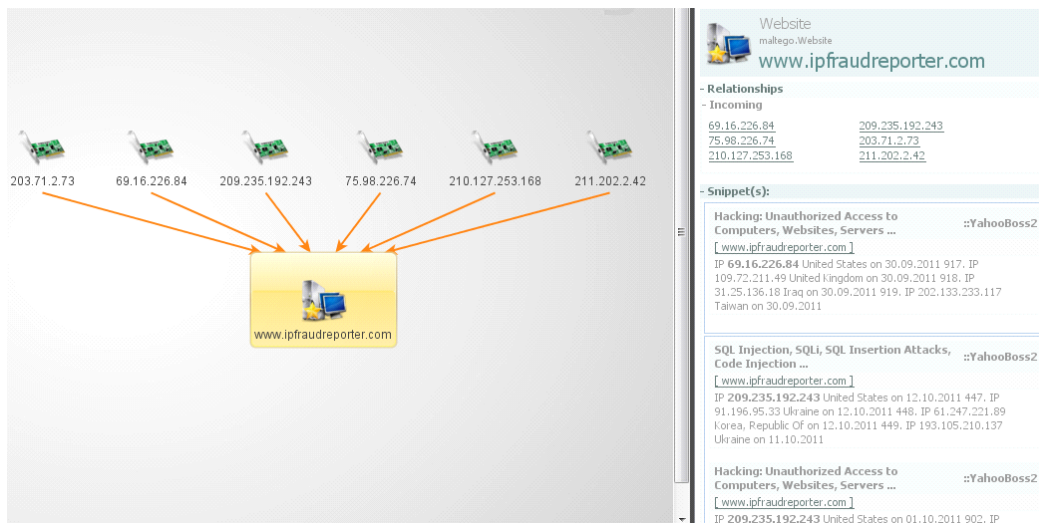 203.71.2.73
69.16.226.84
209.235.192.243
75.98.226.74
210.127.253.168
211.202.2.42
www.ipfraudreporter.com
Website
maltego.Website
www.ipfraudreporter.com
- Relationships
- Incoming
69.16.226.84 209.235.192.243
75.98.226.74 203.71.2.73
210.127.253.168 211.202.2.42
- Snippet(s):
Hacking: Unauthorized Access to
Computers, Websites, Servers ... ::YahooBoss2
[ www.ipfraudreporter.com ]
IP 69.16.226.84 United States on 30.09.2011 917. IP
109.72.211.49 United Kingdom on 30.09.2011 918. IP
31.25.136.18 Iraq on 30.09.2011 919. IP 202.133.233.117
Taiwan on 30.09.2011
SQL Injection, SQLi, SQL Insertion Attacks,
Code Injection ... ::YahooBoss2
[ www.ipfraudreporter.com ]
IP 209.235.192.243 United States on 12.10.2011 447. IP
91.196.95.33 Ukraine on 12.10.2011 448. IP 61.247.221.89
Korea, Republic Of on 12.10.2011 449. IP 193.105.210.137
Ukraine on 11.10.2011
Hacking: Unauthorized Access to
Computers, Websites, Servers ... ::YahooBoss2
[ www.ipfraudreporter.com ]
IP 209.235.192.243 United States on 01.10.2011 902. IP